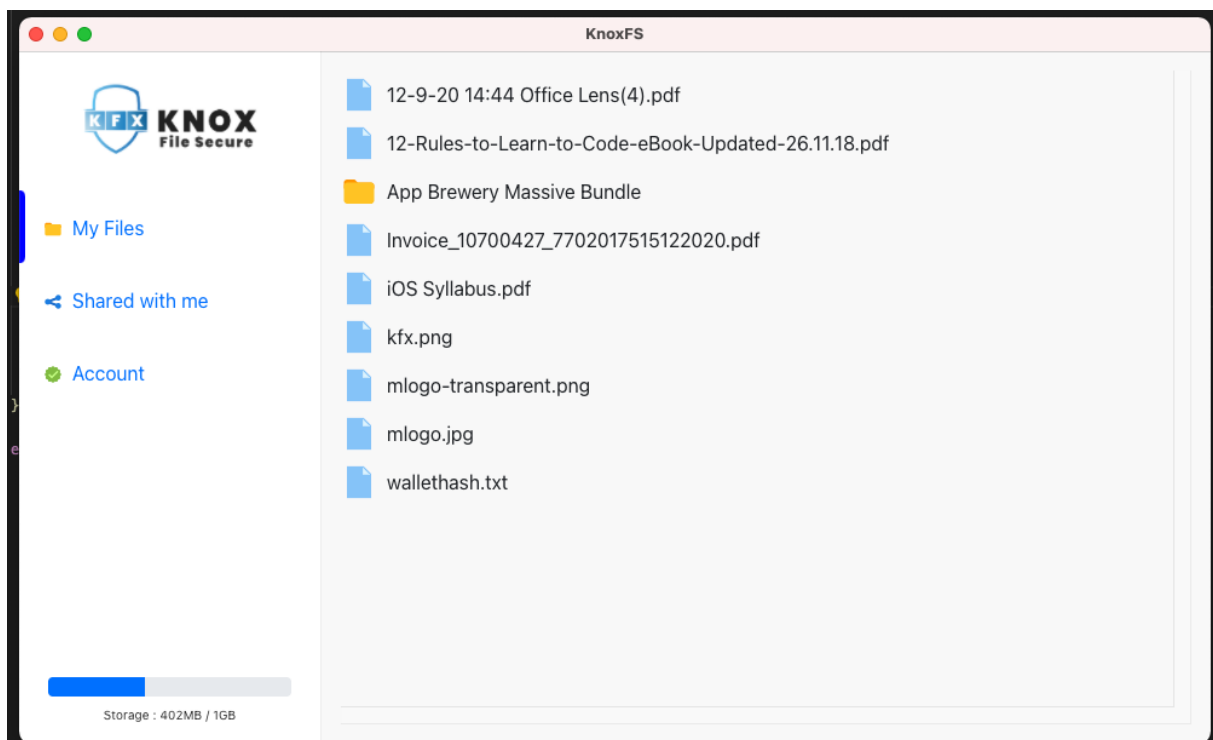 KnoxFS
KFX KNOX
File Secure
My Files
Shared with me
Account
Storage : 402MB / 1GB
12-9-20 14:44 Office Lens(4).pdf
12-Rules-to-Learn-to-Code-eBook-Updated-26.11.18.pdf
App Brewery Massive Bundle
Invoice_10700427_7702017515122020.pdf
iOS Syllabus.pdf
kfx.png
mlogo-transparent.png
mlogo.jpg
wallethash.txt
}
e